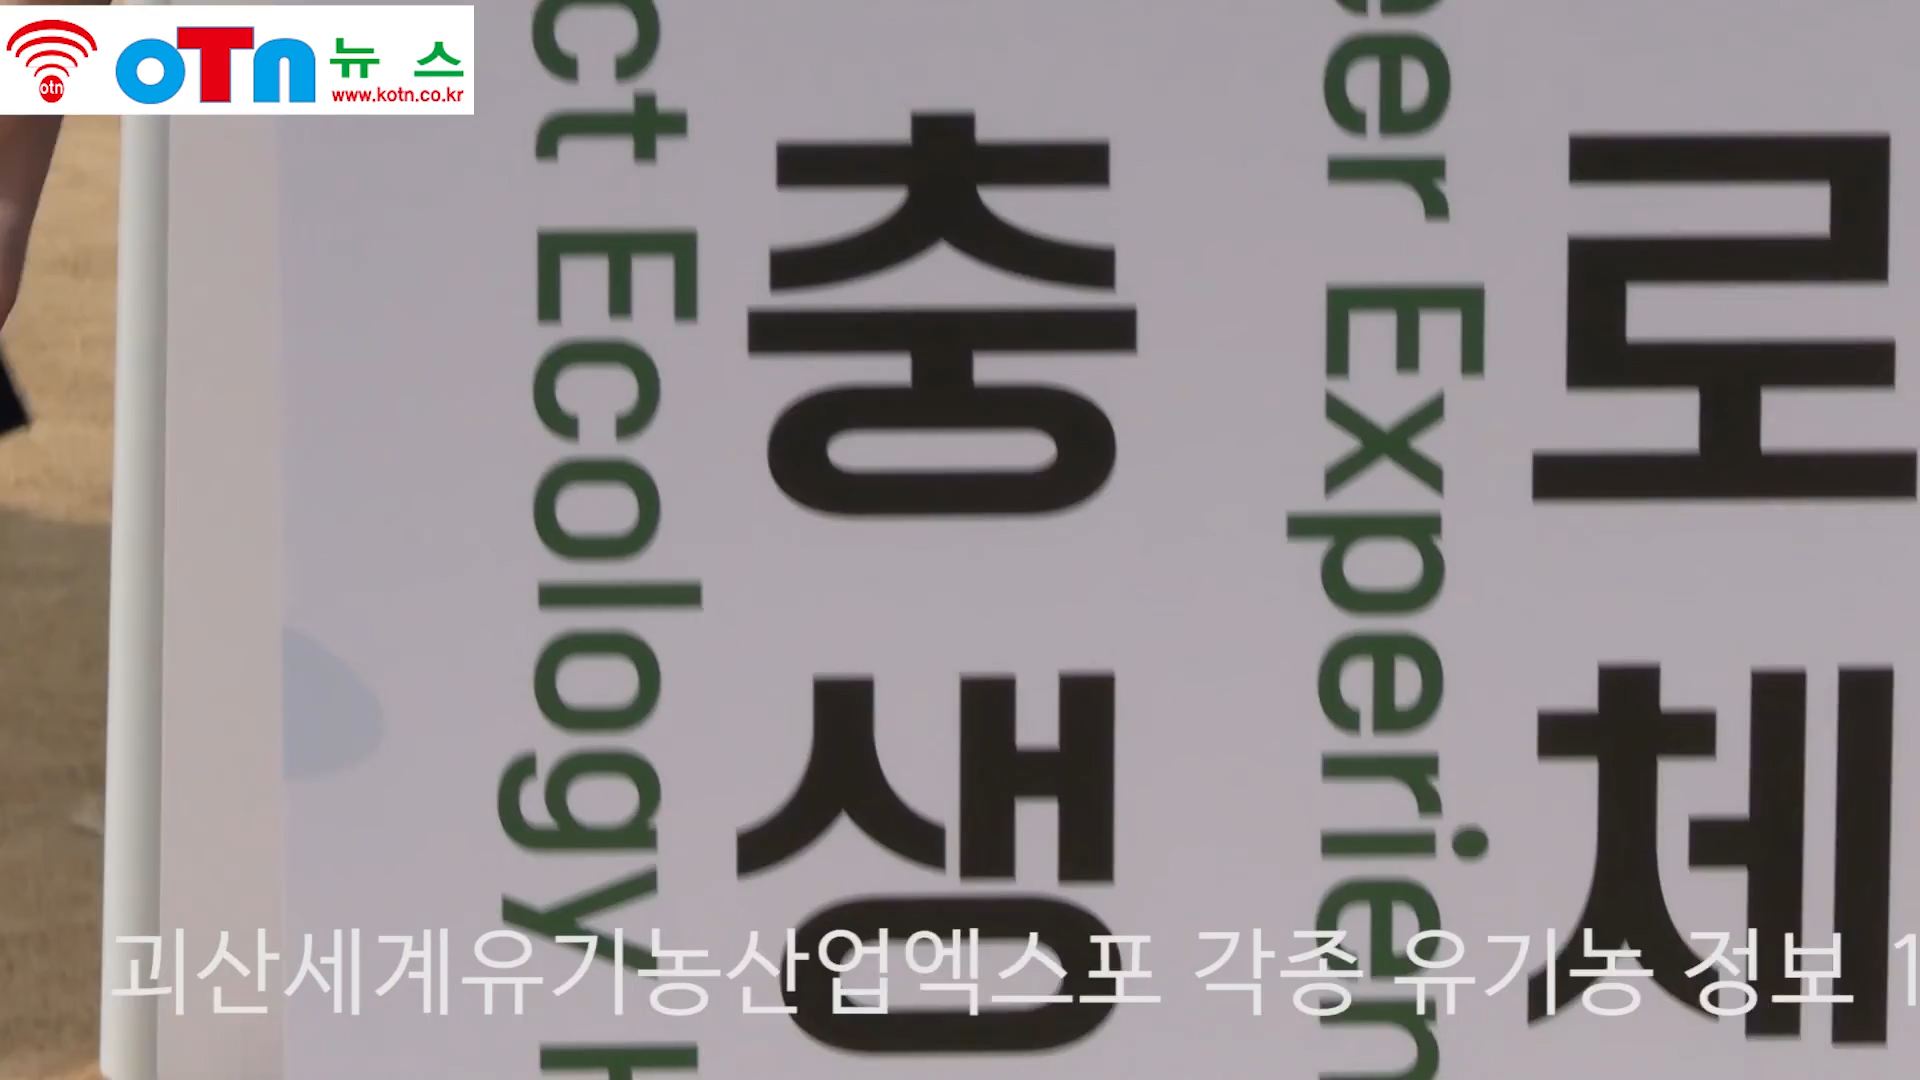 otn
OTN 뉴스
www.kotn.co.kr
충생
ct Ecology
로체
er Experien
괴산세계유기농산업엑스포 각종 유기농 정보 1